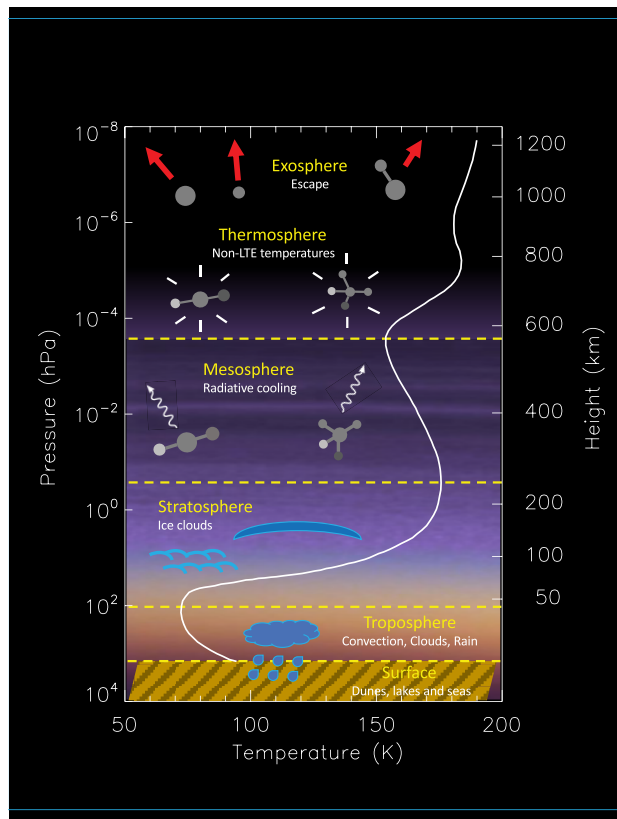 10⁻⁸
10⁻⁶
10⁻⁴
10⁻²
10⁰
10²
10⁴
Pressure (hPa)
Exosphere
Escape
Thermosphere
Non-LTE temperatures
Mesosphere
Radiative cooling
Stratosphere
Ice clouds
Troposphere
Convection, Clouds, Rain
Surface
Dunes, lakes and seas
1200
1000
800
600
400
200
100
50
Height (km)
50 100 150 200
Temperature (K)